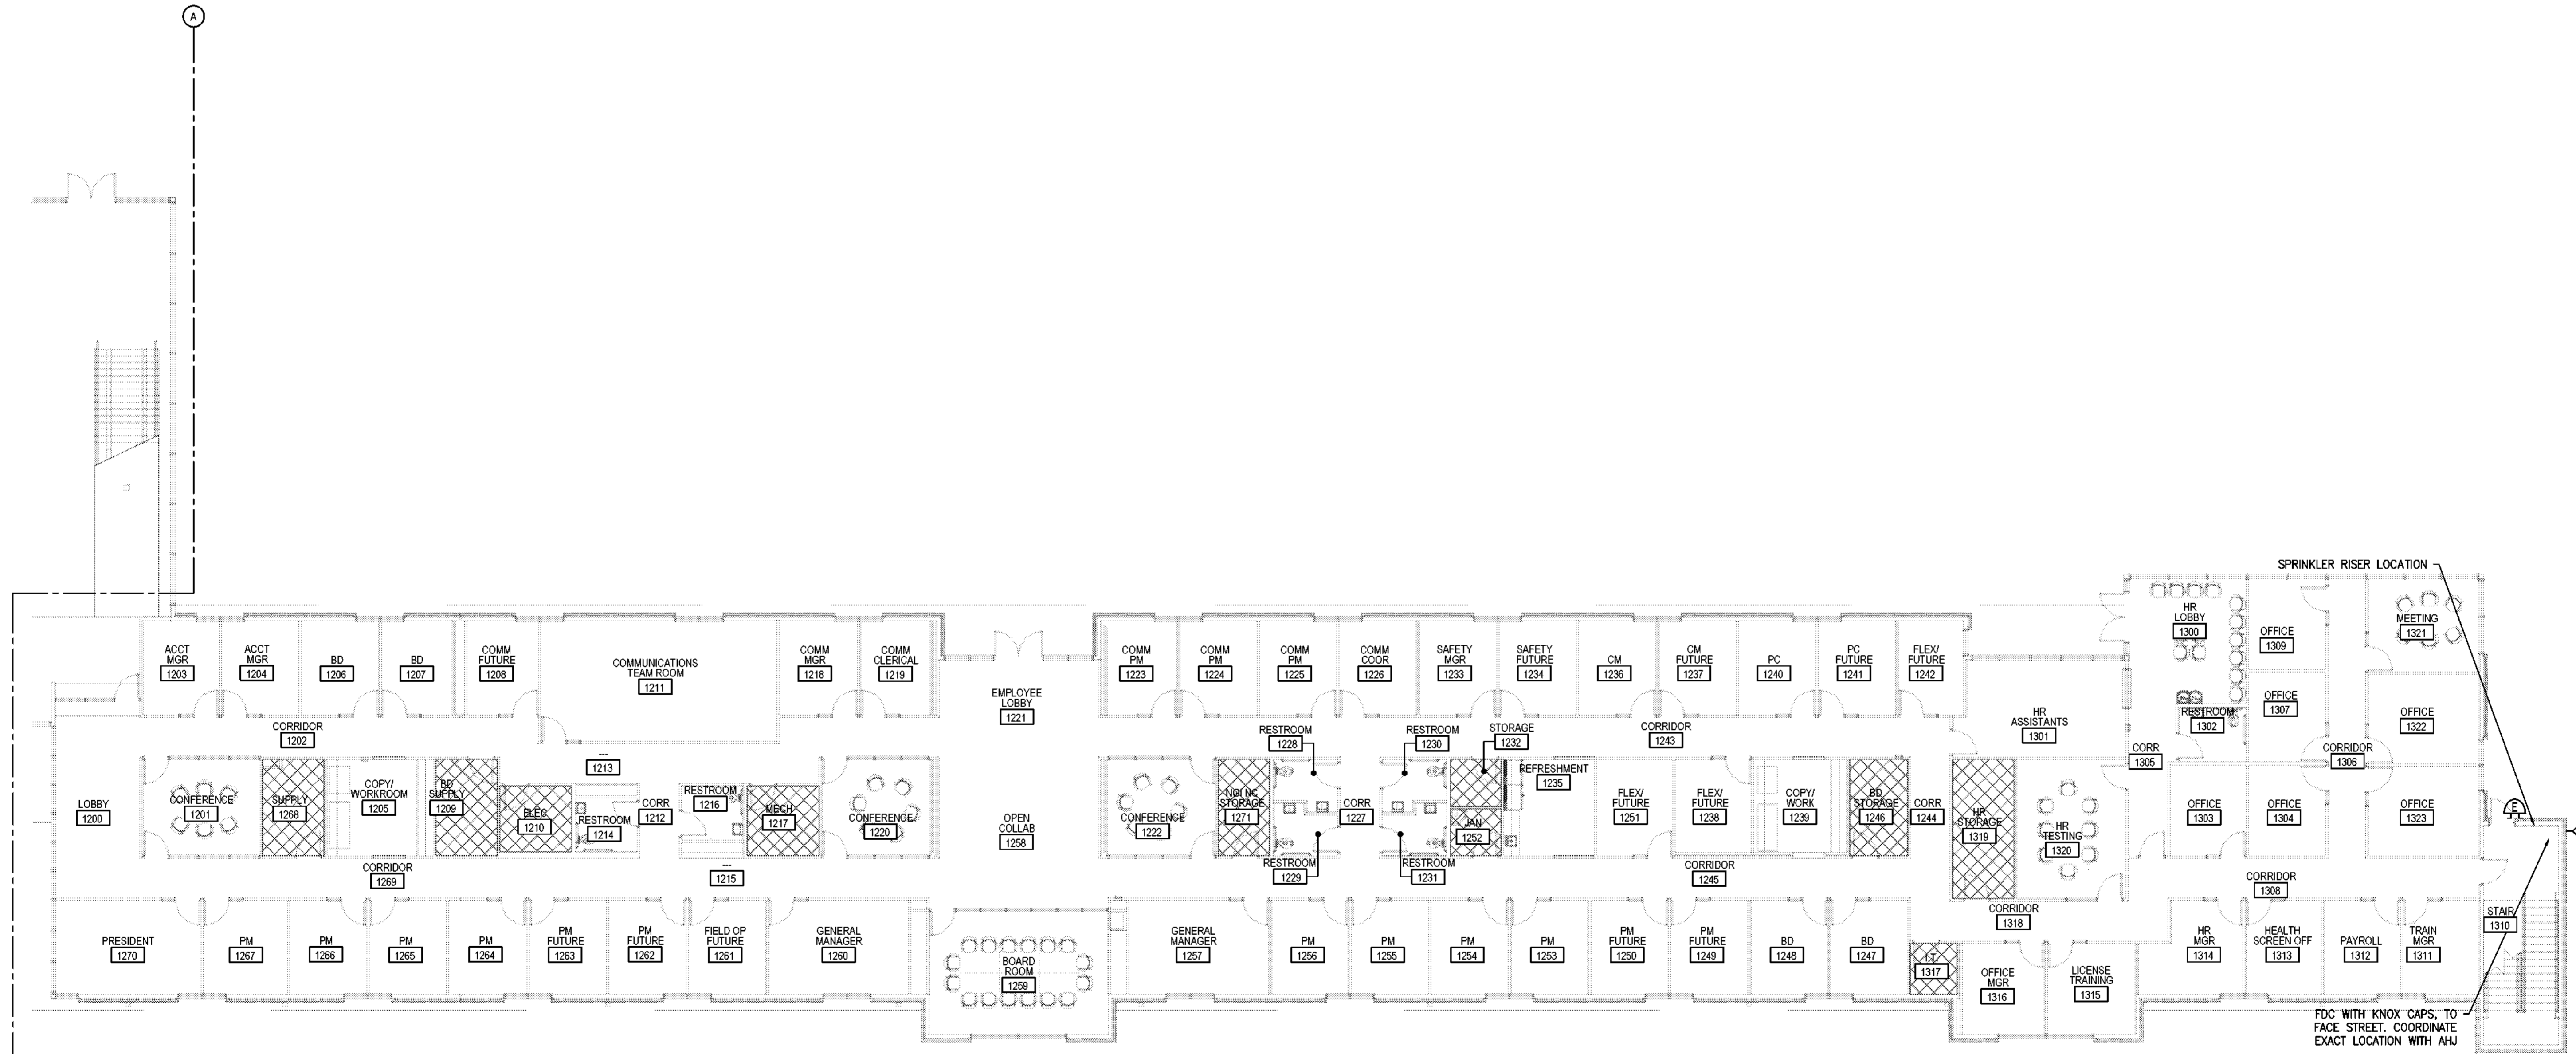 A
SPRINKLER RISER LOCATION
ACCT
MGR
1203
ACCT
MGR
1204
BD
1206
BD
1207
COMM
FUTURE
1208
COMMUNICATIONS
TEAM ROOM
1211
COMM
MGR
1218
COMM
CLERICAL
1219
EMPLOYEE
LOBBY
1221
COMM
PM
1223
COMM
PM
1224
COMM
PM
1225
COMM
COOR
1226
SAFETY
MGR
1233
SAFETY
FUTURE
1234
CM
1236
CM
FUTURE
1237
PC
1240
PC
FUTURE
1241
FLEX/
FUTURE
1242
HR
ASSISTANTS
1301
HR
LOBBY
1300
OFFICE
1309
MEETING
1321
RESTROOM
1302
OFFICE
1307
OFFICE
1322
CORRIDOR
1202
---
1213
RESTROOM
1228
RESTROOM
1230
STORAGE
1232
CORRIDOR
1243
CORR
1305
CORRIDOR
1306
LOBBY
1200
CONFERENCE
1201
SUPPLY
1268
COPY/
WORKROOM
1205
BD
SUPPLY
1209
ELEC
1210
RESTROOM
1214
CORR
1212
RESTROOM
1216
MECH
1217
CONFERENCE
1220
OPEN
COLLAB
1258
CONFERENCE
1222
NGI NC
STORAGE
1271
CORR
1227
JAN
1252
REFRESHMENT
1235
FLEX/
FUTURE
1251
FLEX/
FUTURE
1238
COPY/
WORK
1239
BD
STORAGE
1246
CORR
1244
HR
STORAGE
1319
HR
TESTING
1320
OFFICE
1303
OFFICE
1304
OFFICE
1323
F
CORRIDOR
1269
---
1215
RESTROOM
1229
RESTROOM
1231
CORRIDOR
1245
CORRIDOR
1318
CORRIDOR
1308
STAIR
1310
PRESIDENT
1270
PM
1267
PM
1266
PM
1265
PM
1264
PM
FUTURE
1263
PM
FUTURE
1262
FIELD OP
FUTURE
1261
GENERAL
MANAGER
1260
BOARD
ROOM
1259
GENERAL
MANAGER
1257
PM
1256
PM
1255
PM
1254
PM
1253
PM
FUTURE
1250
PM
FUTURE
1249
BD
1248
BD
1247
I.T.
1317
OFFICE
MGR
1316
LICENSE
TRAINING
1315
HR
MGR
1314
HEALTH
SCREEN OFF
1313
PAYROLL
1312
TRAIN
MGR
1311
FDC WITH KNOX CAPS, TO
FACE STREET. COORDINATE
EXACT LOCATION WITH AHJ